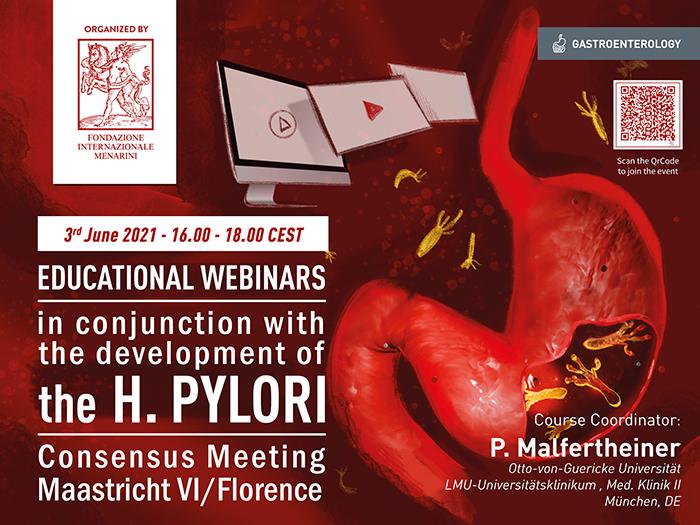 ORGANIZED BY
FONDAZIONE
INTERNAZIONALE
MENARINI
GASTROENTEROLOGY
Scan the QrCode
to join the event
3rd June 2021 - 16.00 - 18.00 CEST
EDUCATIONAL WEBINARS
in conjunction with
the development of
the H. PYLORI
Consensus Meeting
Maastricht VI/Florence
Course Coordinator:
P. Malfertheiner
Otto-von-Guericke Universität
LMU-Universitätsklinikum , Med. Klinik II
München, DE